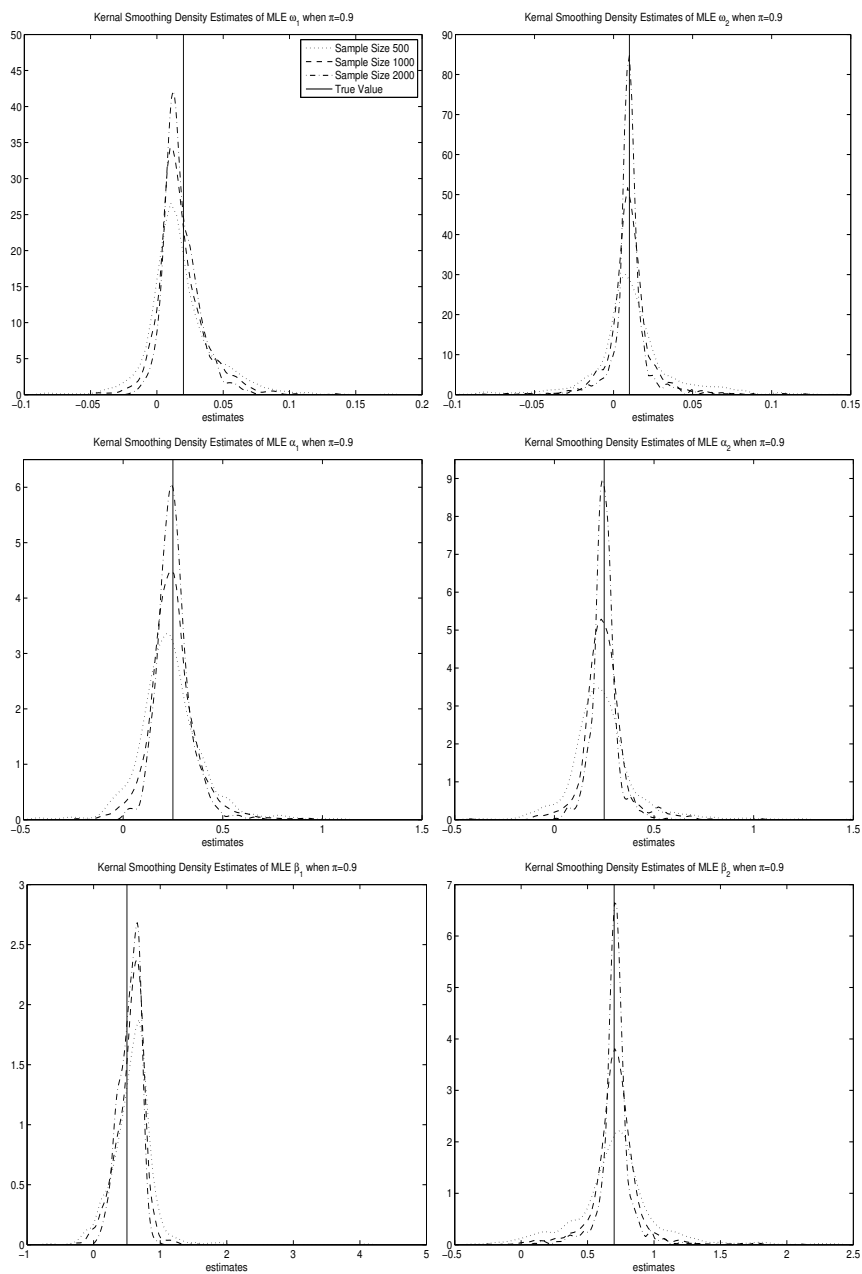 Kernal Smoothing Density Estimates of MLE ω₁ when π=0.9
50
45
40
35
30
25
20
15
10
5
0
−0.1 −0.05 0 0.05 0.1 0.15 0.2
estimates
Sample Size 500
Sample Size 1000
Sample Size 2000
True Value
Kernal Smoothing Density Estimates of MLE ω₂ when π=0.9
90
80
70
60
50
40
30
20
10
0
−0.1 −0.05 0 0.05 0.1 0.15
estimates
Kernal Smoothing Density Estimates of MLE α₁ when π=0.9
6
5
4
3
2
1
0
−0.5 0 0.5 1 1.5
estimates
Kernal Smoothing Density Estimates of MLE α₂ when π=0.9
9
8
7
6
5
4
3
2
1
0
−0.5 0 0.5 1 1.5
estimates
Kernal Smoothing Density Estimates of MLE β₁ when π=0.9
3
2.5
2
1.5
1
0.5
0
−1 0 1 2 3 4 5
estimates
Kernal Smoothing Density Estimates of MLE β₂ when π=0.9
7
6
5
4
3
2
1
0
−0.5 0 0.5 1 1.5 2 2.5
estimates